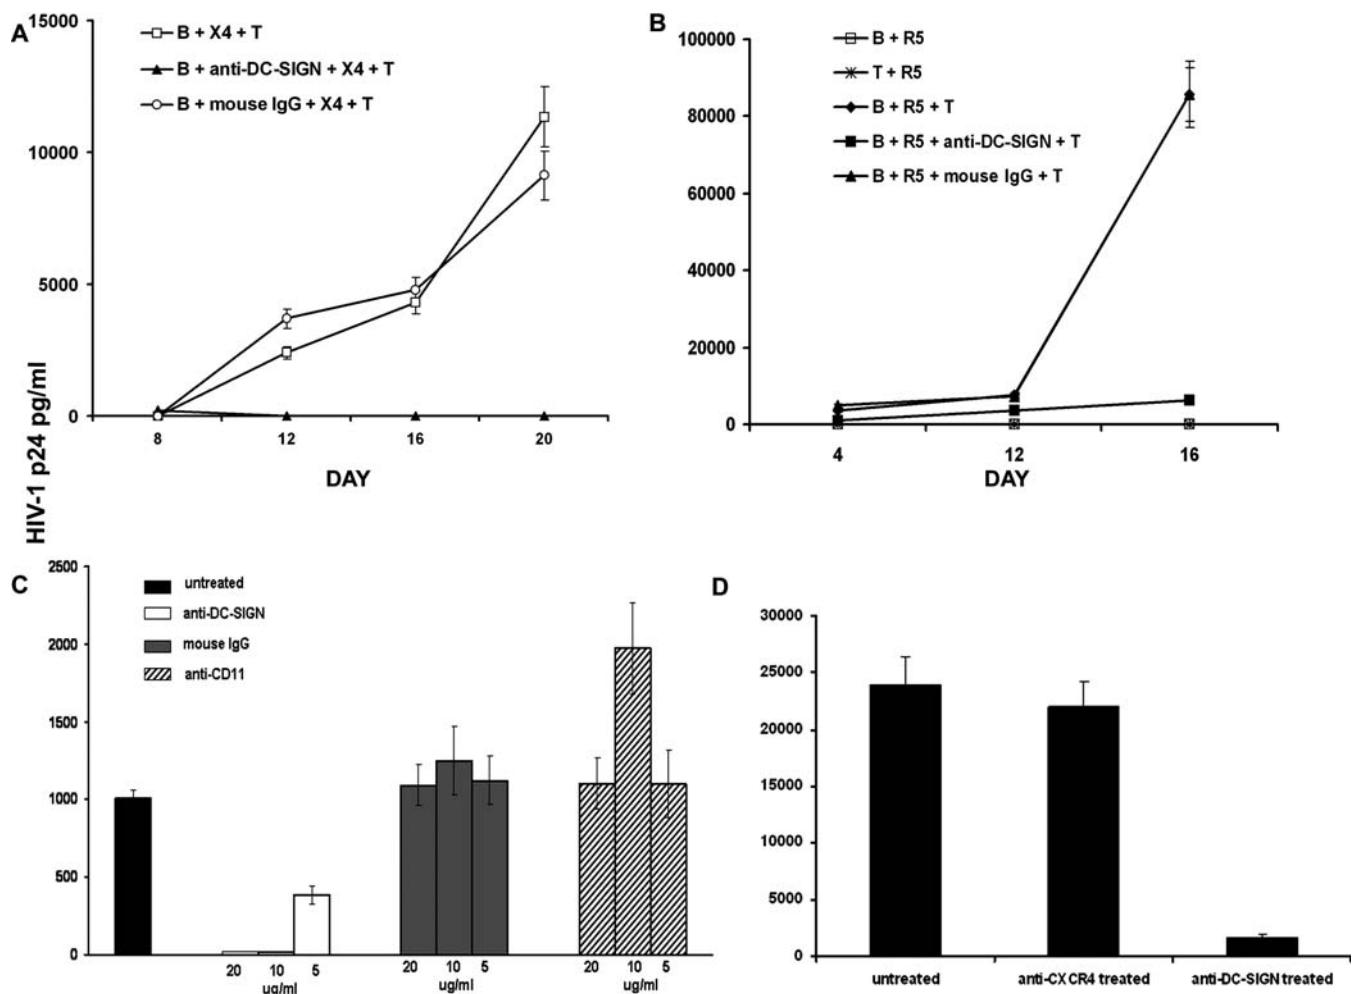 A
15000
10000
5000
0
B + X4 + T
B + anti-DC-SIGN + X4 + T
B + mouse IgG + X4 + T
8 12 16 20
DAY
B
100000
80000
60000
40000
20000
0
B + R5
T + R5
B + R5 + T
B + R5 + anti-DC-SIGN + T
B + R5 + mouse IgG + T
4 12 16
DAY
HIV-1 p24 pg/ml
C
2500
2000
1500
1000
500
0
untreated
anti-DC-SIGN
mouse IgG
anti-CD11
20 10 5 20 10 5 20 10 5
ug/ml ug/ml ug/ml
D
30000
25000
20000
15000
10000
5000
0
untreated anti-CXCR4 treated anti-DC-SIGN treated